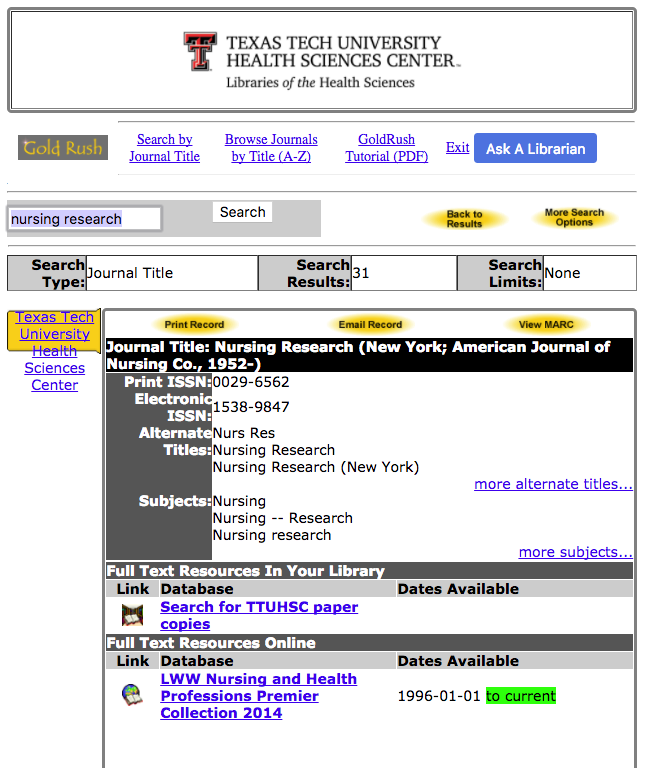 TEXAS TECH UNIVERSITY
HEALTH SCIENCES CENTER™
Libraries of the Health Sciences
Gold Rush
Search by
Journal Title
Browse Journals
by Title (A-Z)
GoldRush
Tutorial (PDF)
Exit
Ask A Librarian
nursing research
Search
Back to
Results
More Search
Options
Search
Type:
Journal Title
Search
Results:
31
Search
Limits:
None
Texas Tech
University
Health
Sciences
Center
Print Record
Email Record
View MARC
Journal Title: Nursing Research (New York; American Journal of
Nursing Co., 1952-)
Print ISSN: 0029-6562
Electronic
ISSN:
1538-9847
Alternate
Titles:
Nurs Res
Nursing Research
Nursing Research (New York)
more alternate titles...
Subjects: Nursing
Nursing -- Research
Nursing research
more subjects...
Full Text Resources In Your Library
Link Database Dates Available
Search for TTUHSC paper
copies
Full Text Resources Online
Link Database Dates Available
LWW Nursing and Health
Professions Premier
Collection 2014
1996-01-01 to current